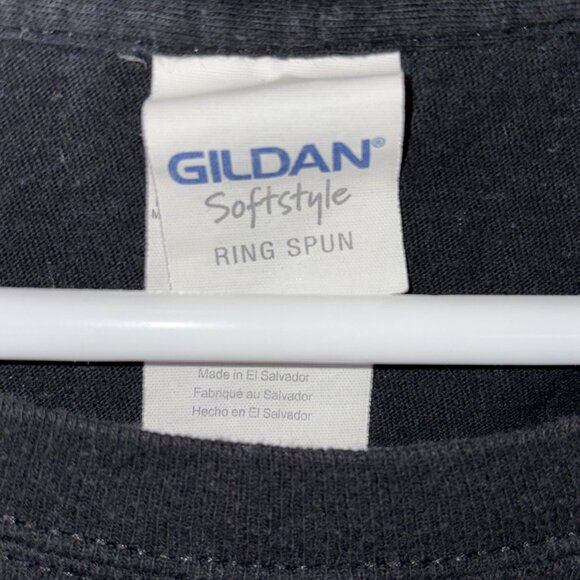 GILDAN®
Softstyle
RING SPUN
M
Made in El Salvador
Fabriqué au Salvador
Hecho en El Salvador